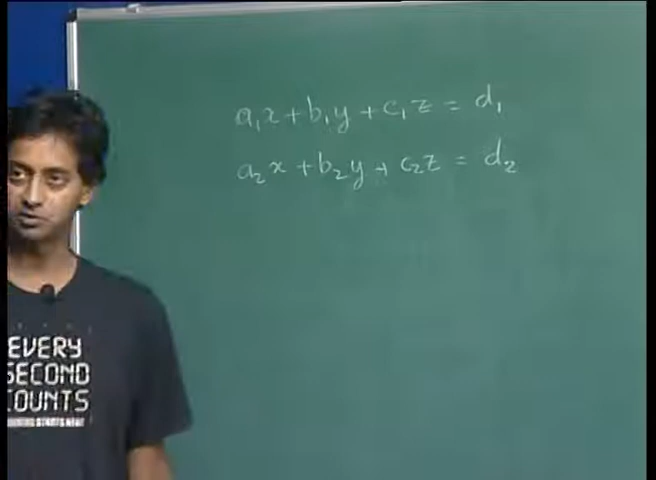 a₁x + b₁y + c₁z = d₁
a₂x + b₂y + c₂z = d₂
EVERY
SECOND
COUNTS